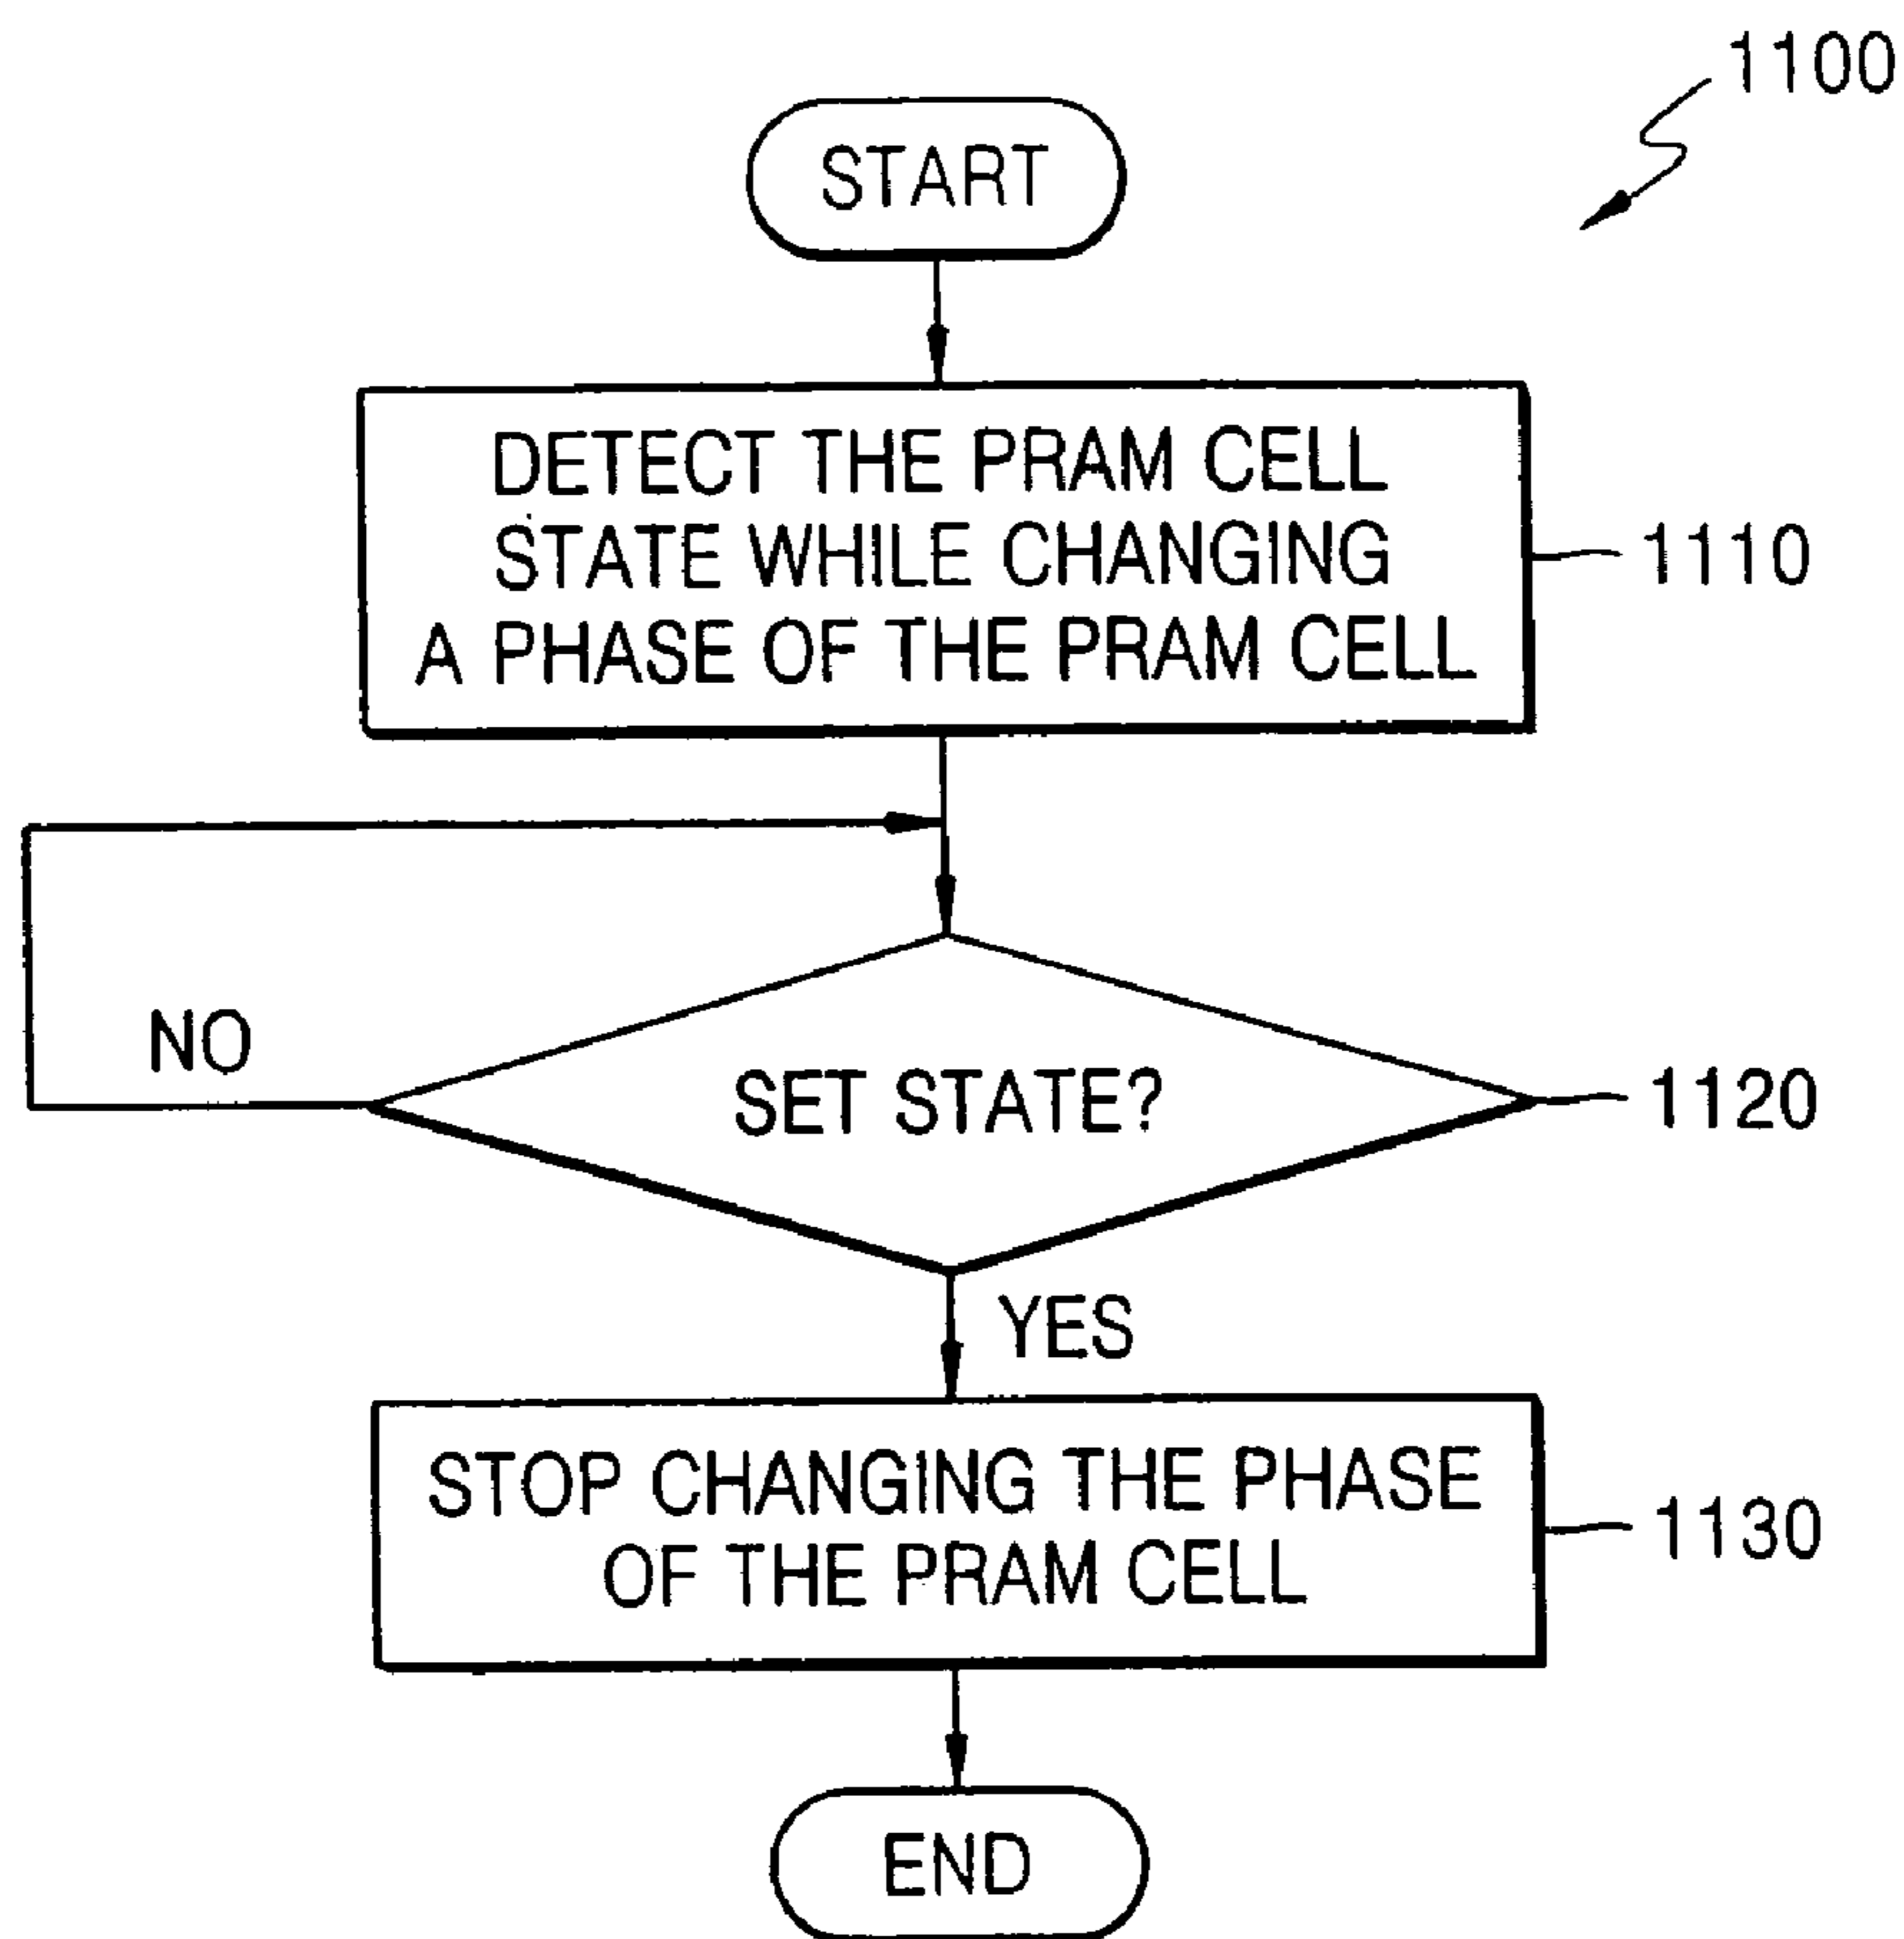 1100
START
DETECT THE PRAM CELL
STATE WHILE CHANGING
A PHASE OF THE PRAM CELL
1110
NO
SET STATE?
1120
YES
STOP CHANGING THE PHASE
OF THE PRAM CELL
1130
END